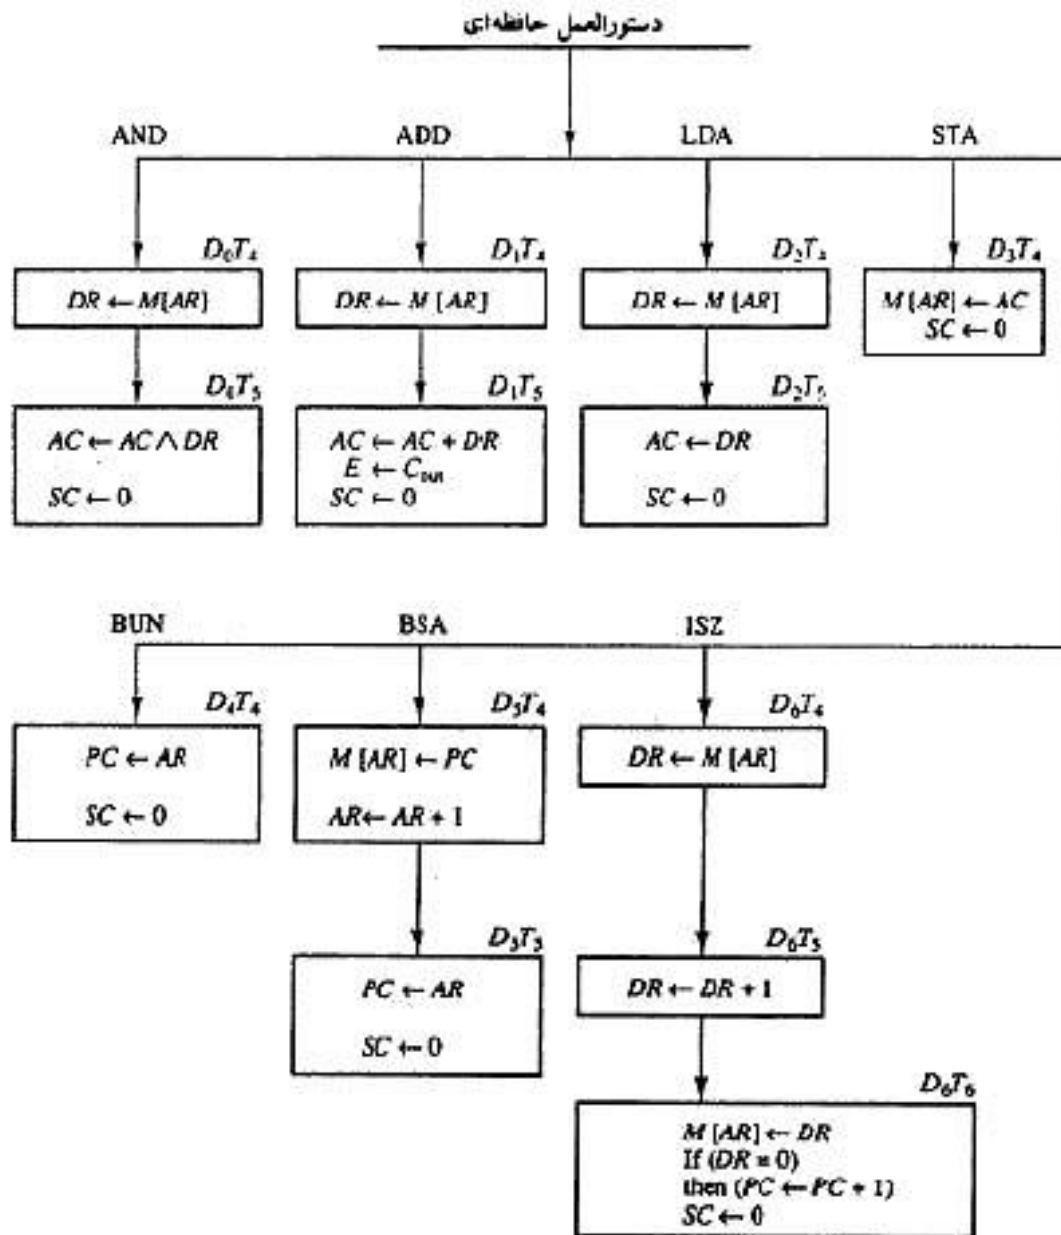 دستورالعمل حافظه‌ای
AND ADD LDA STA
D₀T₄ D₁T₄ D₂T₄ D₃T₄
DR ← M[AR] DR ← M [AR] DR ← M [AR] M [AR] ← AC
SC ← 0
D₀T₅ D₁T₅ D₂T₅
AC ← AC ∧ DR AC ← AC + DR AC ← DR
E ← Cout
SC ← 0 SC ← 0 SC ← 0
BUN BSA ISZ
D₄T₄ D₅T₄ D₆T₄
PC ← AR M [AR] ← PC DR ← M [AR]
SC ← 0 AR ← AR + 1
D₅T₅ D₆T₅
PC ← AR DR ← DR + 1
SC ← 0
D₆T₆
M [AR] ← DR
If (DR = 0)
then (PC ← PC + 1)
SC ← 0